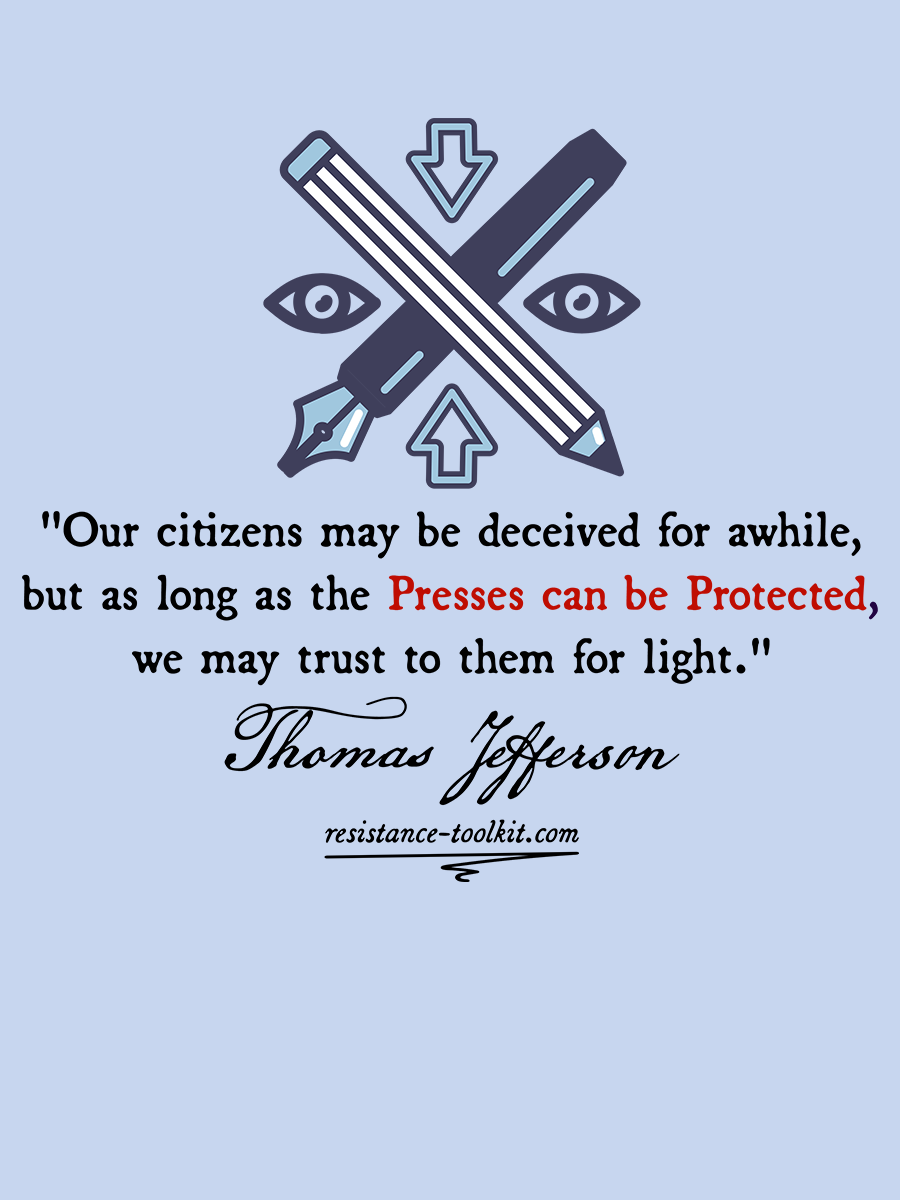 "Our citizens may be deceived for awhile,
but as long as the Presses can be Protected,
we may trust to them for light."
Thomas Jefferson
resistance-toolkit.com